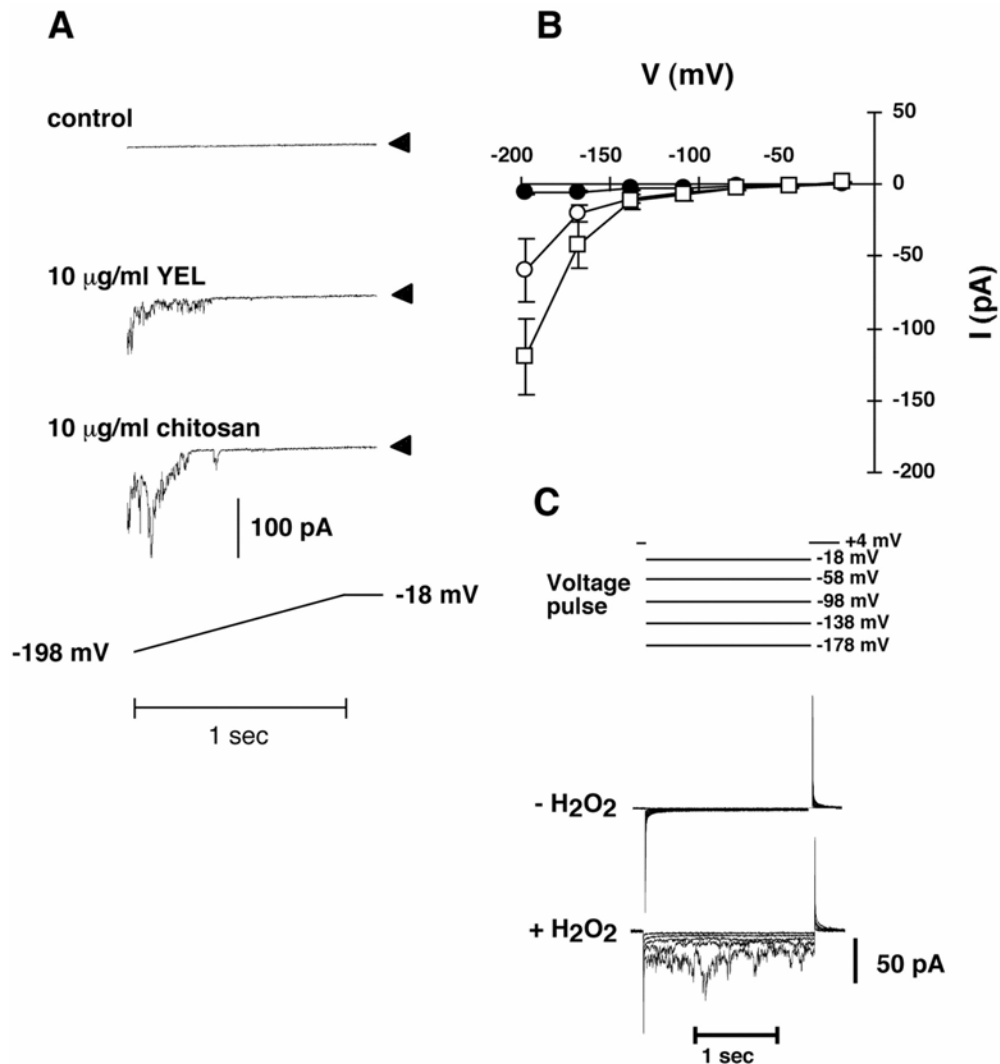 A
control
10 μg/ml YEL
10 μg/ml chitosan
100 pA
-18 mV
-198 mV
1 sec
B
V (mV)
50
-200 -150 -100 -50
0
-50
-100
-150
-200
I (pA)
C
Voltage
pulse
+4 mV
-18 mV
-58 mV
-98 mV
-138 mV
-178 mV
- H2O2
+ H2O2
50 pA
1 sec